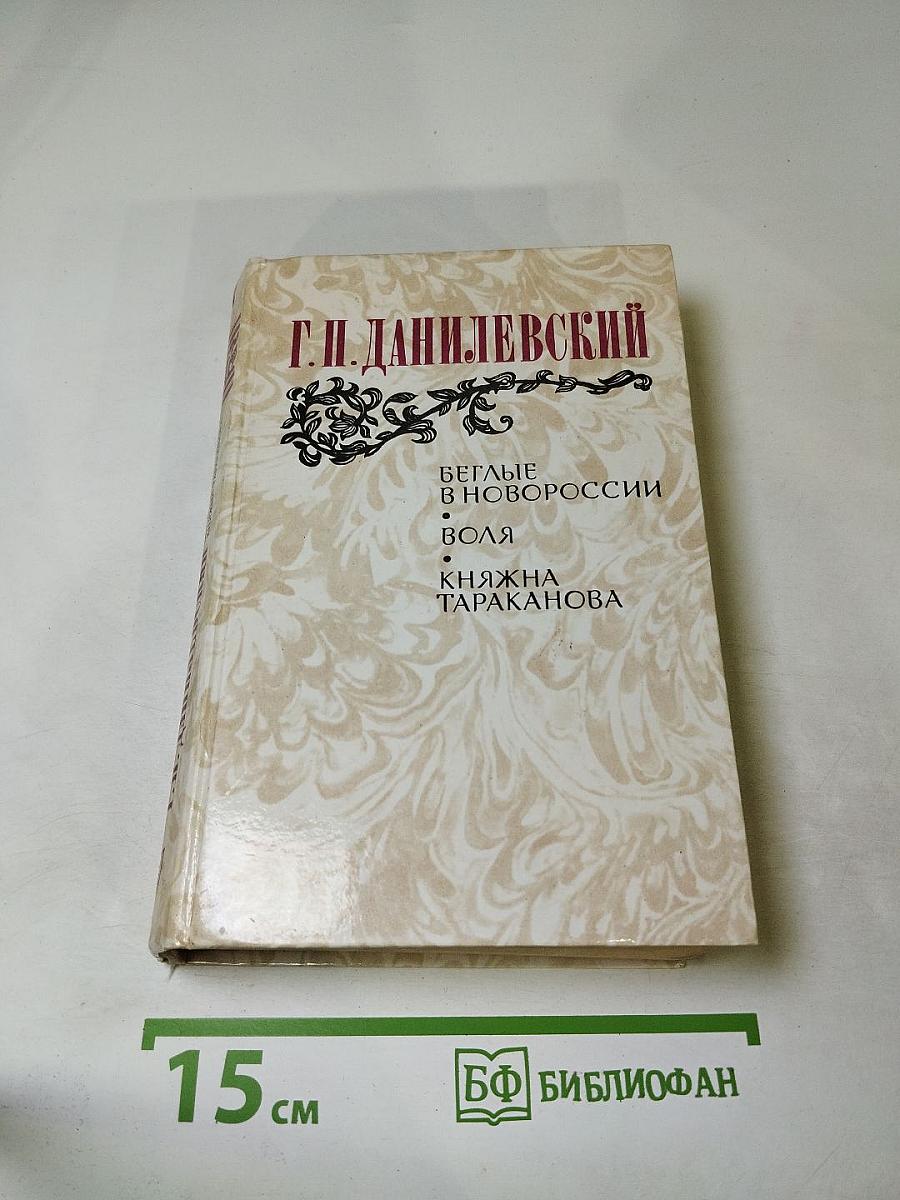 Г.П.ДАНИЛЕВСКИЙ
БЕГЛЫЕ
В НОВОРОССИИ
•
ВОЛЯ
•
КНЯЖНА
ТАРАКАНОВА
15 см
БФ БИБЛИОФАН